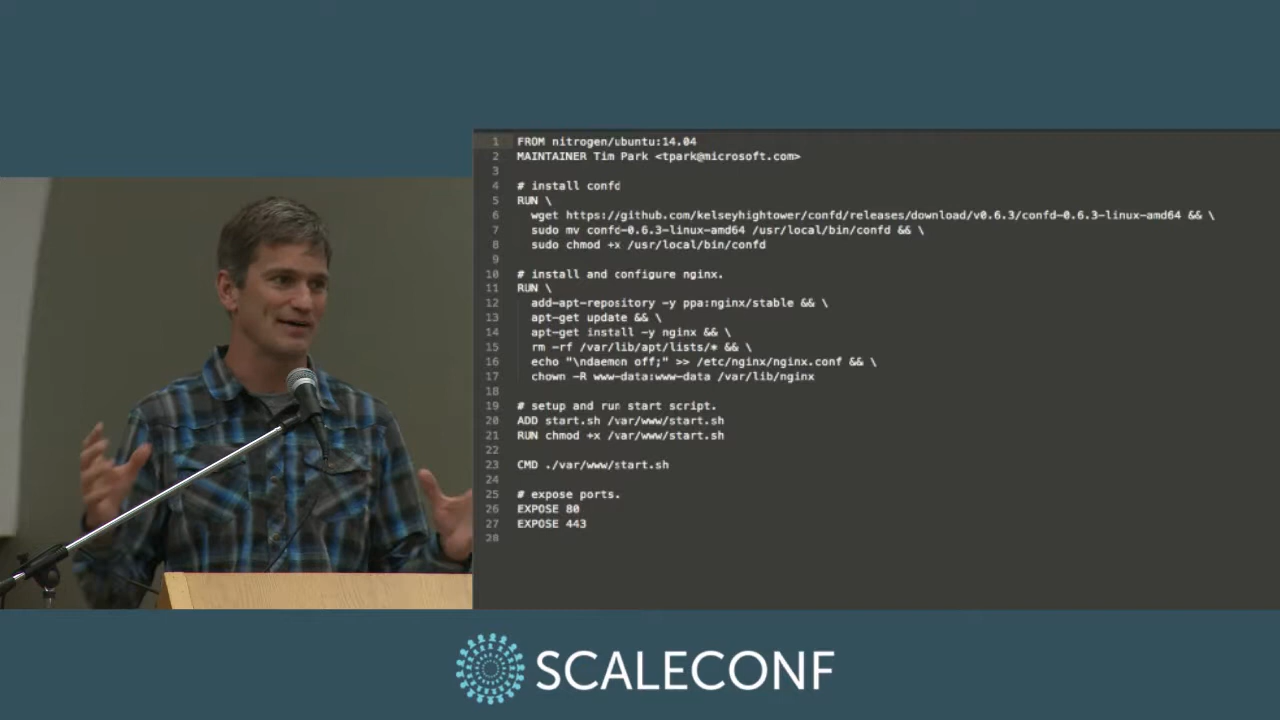 1 FROM nitrogen/ubuntu:14.04
2 MAINTAINER Tim Park <tpark@microsoft.com>
3
4 # install confd
5 RUN \
6 wget https://github.com/kelseyhightower/confd/releases/download/v0.6.3/confd-0.6.3-linux-amd64 && \
7 sudo mv confd-0.6.3-linux-amd64 /usr/local/bin/confd && \
8 sudo chmod +x /usr/local/bin/confd
9
10 # install and configure nginx.
11 RUN \
12 add-apt-repository -y ppa:nginx/stable && \
13 apt-get update && \
14 apt-get install -y nginx && \
15 rm -rf /var/lib/apt/lists/* && \
16 echo "\ndaemon off;" >> /etc/nginx/nginx.conf && \
17 chown -R www-data:www-data /var/lib/nginx
18
19 # setup and run start script.
20 ADD start.sh /var/www/start.sh
21 RUN chmod +x /var/www/start.sh
22
23 CMD ./var/www/start.sh
24
25 # expose ports.
26 EXPOSE 80
27 EXPOSE 443
28
SCALECONF